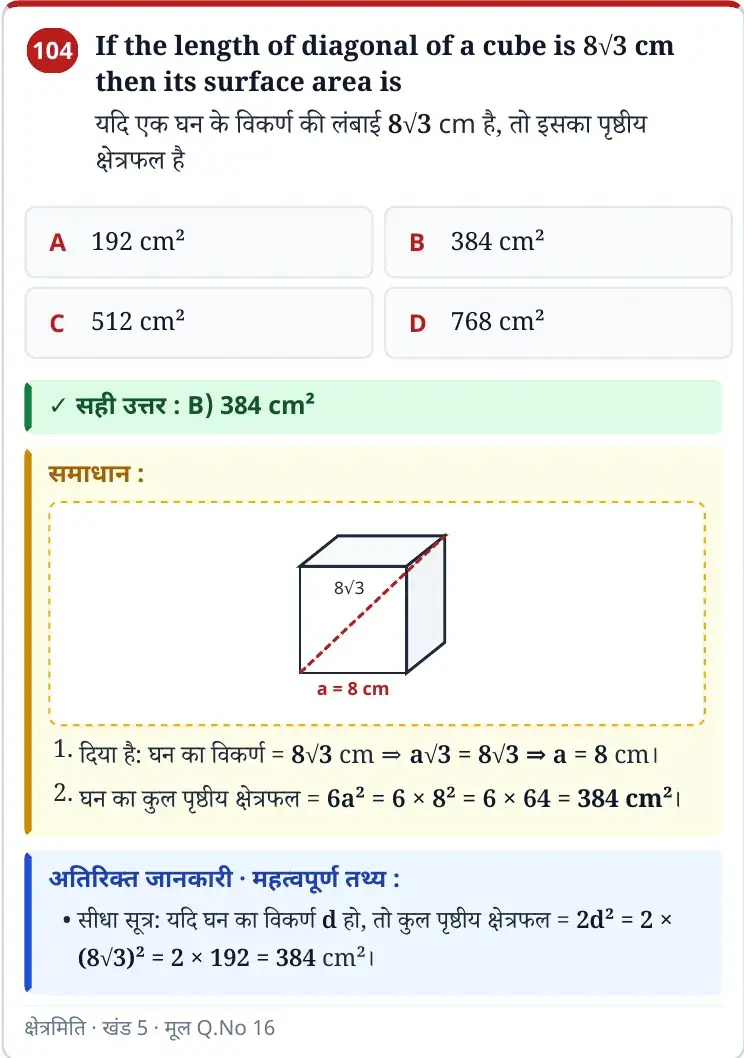 104 If the length of diagonal of a cube is 8√3 cm
then its surface area is
यदि एक घन के विकर्ण की लंबाई 8√3 cm है, तो इसका पृष्ठीय
क्षेत्रफल है
A 192 cm²
B 384 cm²
C 512 cm²
D 768 cm²
✓ सही उत्तर : B) 384 cm²
समाधान :
8√3
a = 8 cm
1. दिया है: घन का विकर्ण = 8√3 cm ⇒ a√3 = 8√3 ⇒ a = 8 cm।
2. घन का कुल पृष्ठीय क्षेत्रफल = 6a² = 6 × 8² = 6 × 64 = 384 cm²।
अतिरिक्त जानकारी · महत्वपूर्ण तथ्य :
• सीधा सूत्र: यदि घन का विकर्ण d हो, तो कुल पृष्ठीय क्षेत्रफल = 2d² = 2 ×
(8√3)² = 2 × 192 = 384 cm²।
क्षेत्रमिति · खंड 5 · मूल Q.No 16